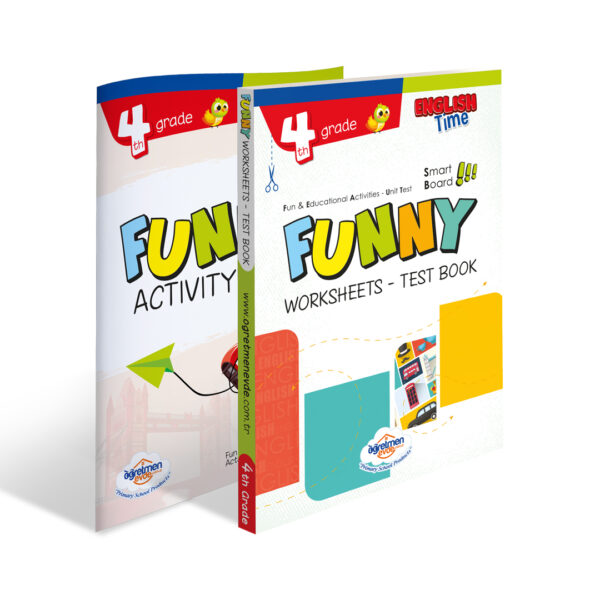 4th grade
FUN
ACTIVITY
Fun
Act
öğretmen
evde
"Primary School Products"
FUNNY WORKSHEETS - TEST BOOK
www.ogretmenevde.com.tr
4th Grade
4th grade
ENGLISH
Time
Smart
Board !!!
Fun & Educational Activities - Unit Test
FUNNY
WORKSHEETS - TEST BOOK
ENGLISH
öğretmen
evde
"Primary School Products"